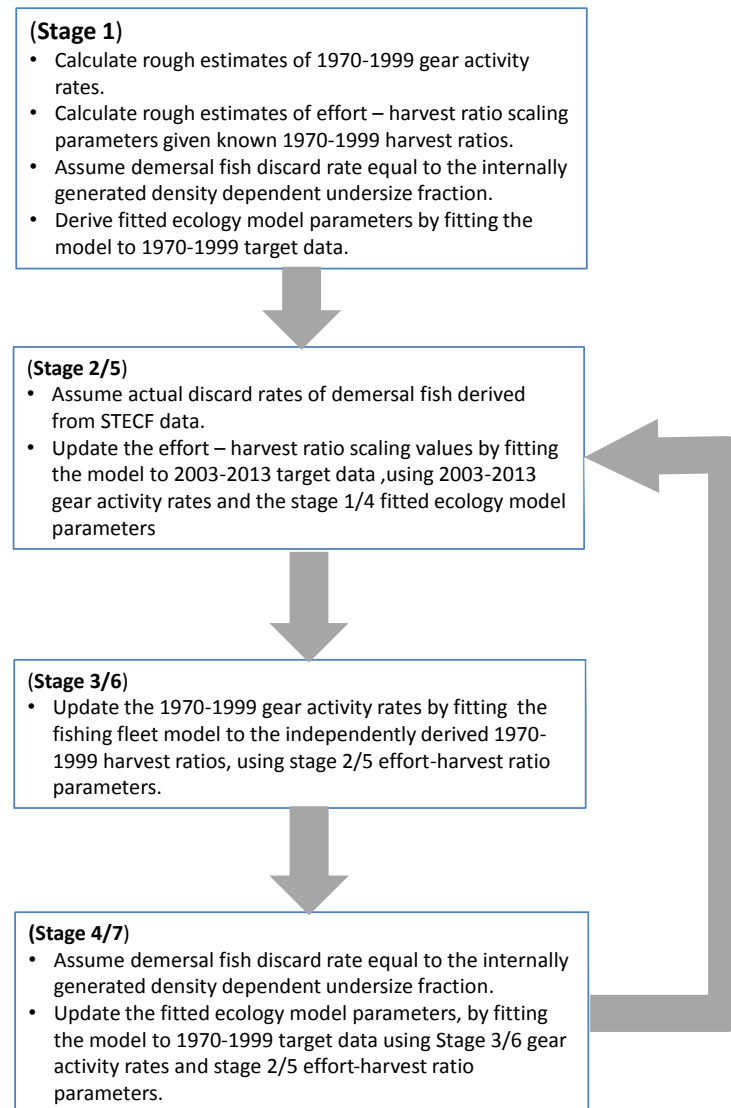 (Stage 1)
• Calculate rough estimates of 1970-1999 gear activity
rates.
• Calculate rough estimates of effort – harvest ratio scaling
parameters given known 1970-1999 harvest ratios.
• Assume demersal fish discard rate equal to the internally
generated density dependent undersize fraction.
• Derive fitted ecology model parameters by fitting the
model to 1970-1999 target data.
(Stage 2/5)
• Assume actual discard rates of demersal fish derived
from STECF data.
• Update the effort – harvest ratio scaling values by fitting
the model to 2003-2013 target data ,using 2003-2013
gear activity rates and the stage 1/4 fitted ecology model
parameters
(Stage 3/6)
• Update the 1970-1999 gear activity rates by fitting the
fishing fleet model to the independently derived 1970-
1999 harvest ratios, using stage 2/5 effort-harvest ratio
parameters.
(Stage 4/7)
• Assume demersal fish discard rate equal to the internally
generated density dependent undersize fraction.
• Update the fitted ecology model parameters, by fitting
the model to 1970-1999 target data using Stage 3/6 gear
activity rates and stage 2/5 effort-harvest ratio
parameters.